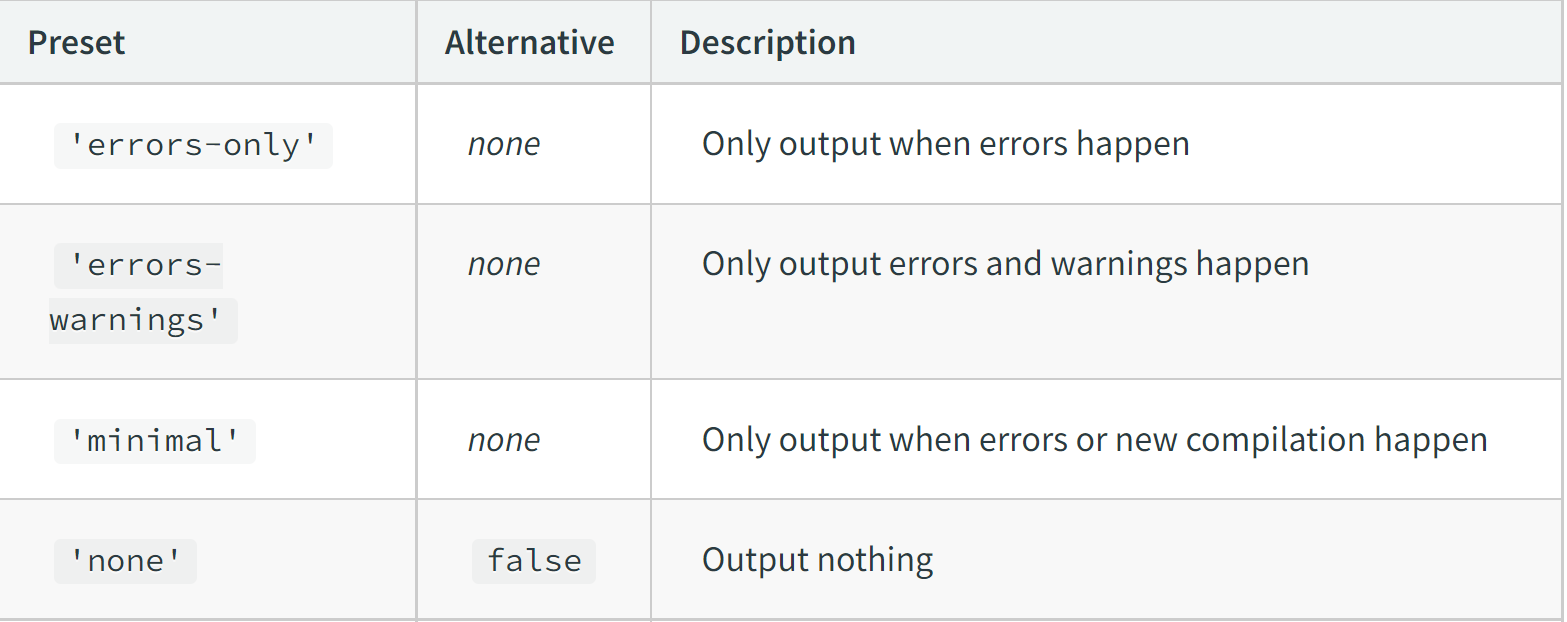 Preset Alternative Description
'errors-only' none Only output when errors happen
'errors- none Only output errors and warnings happen
warnings'
'minimal' none Only output when errors or new compilation happen
'none' false Output nothing